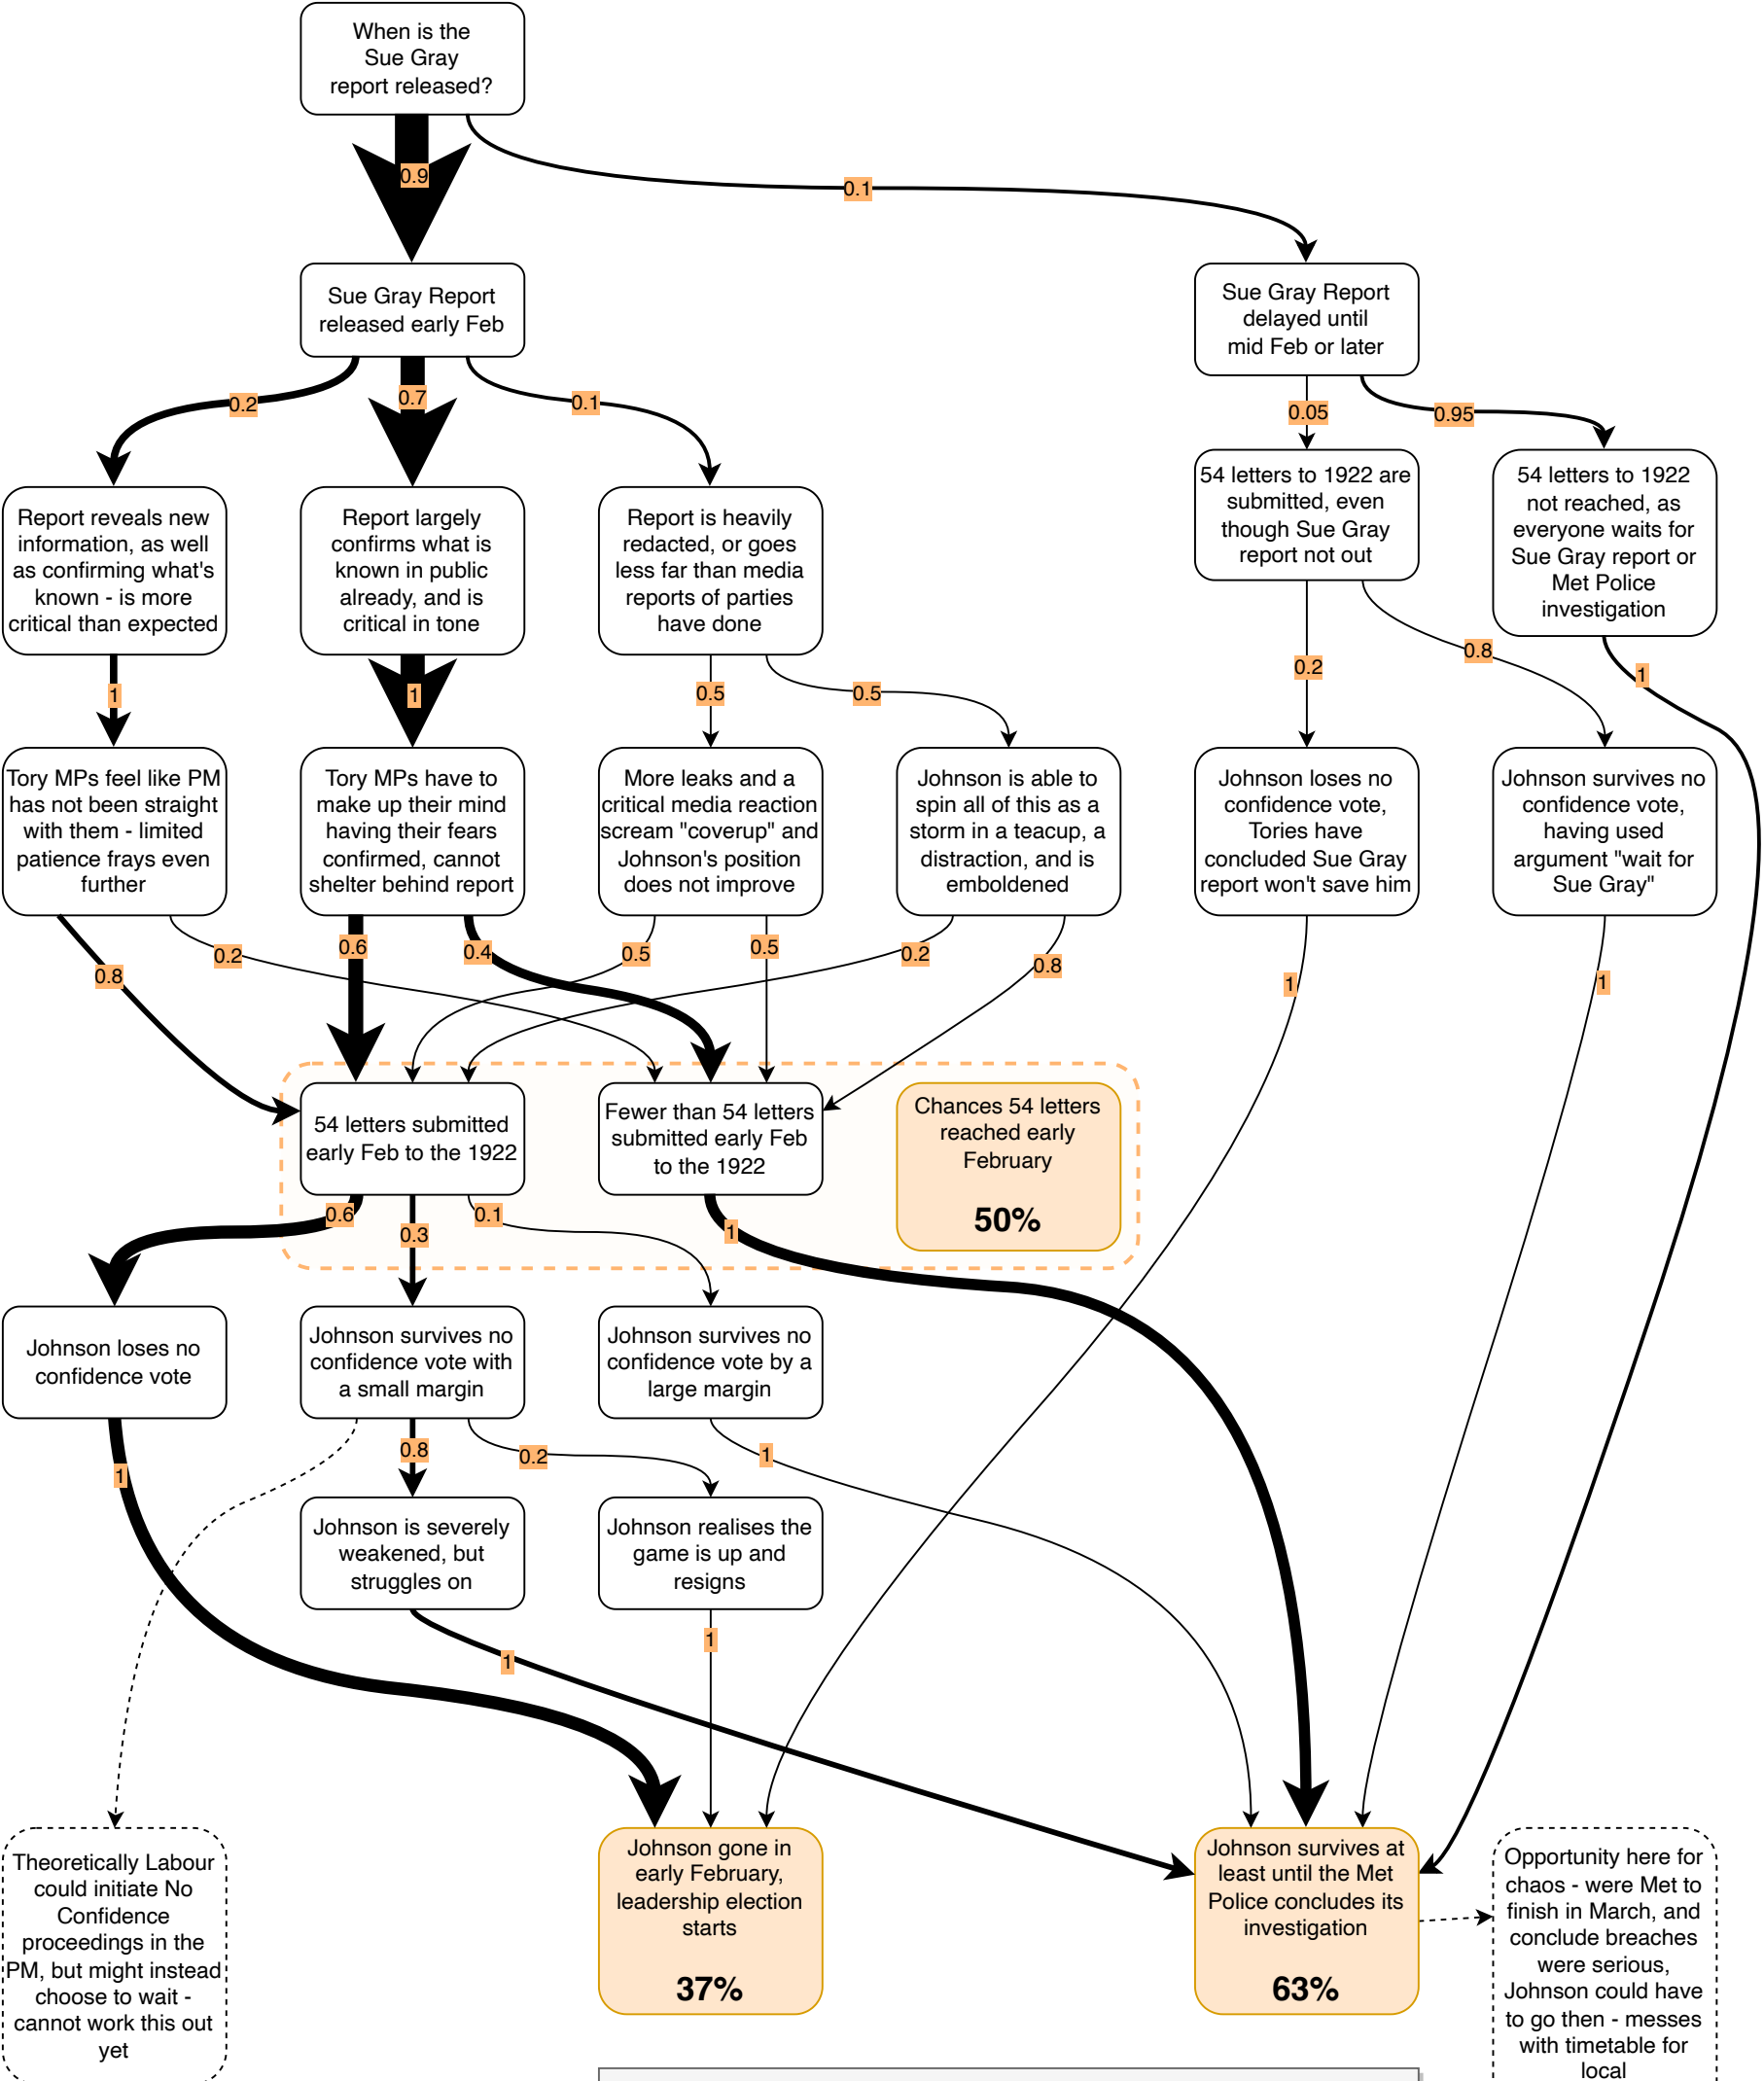 When is the
Sue Gray
report released?
0.9
0.1
Sue Gray Report
released early Feb
Sue Gray Report
delayed until
mid Feb or later
0.2
0.7
0.1
0.05
0.95
Report reveals new
information, as well
as confirming what's
known - is more
critical than expected
Report largely
confirms what is
known in public
already, and is
critical in tone
Report is heavily
redacted, or goes
less far than media
reports of parties
have done
54 letters to 1922 are
submitted, even
though Sue Gray
report not out
54 letters to 1922
not reached, as
everyone waits for
Sue Gray report or
Met Police
investigation
1
1
0.5
0.5
0.2
0.8
1
Tory MPs feel like PM
has not been straight
with them - limited
patience frays even
further
Tory MPs have to
make up their mind
having their fears
confirmed, cannot
shelter behind report
More leaks and a
critical media reaction
scream "coverup" and
Johnson's position
does not improve
Johnson is able to
spin all of this as a
storm in a teacup, a
distraction, and is
emboldened
Johnson loses no
confidence vote,
Tories have
concluded Sue Gray
report won't save him
Johnson survives no
confidence vote,
having used
argument "wait for
Sue Gray"
0.8
0.2
0.6
0.4
0.5
0.5
0.2
0.8
1
1
54 letters submitted
early Feb to the 1922
Fewer than 54 letters
submitted early Feb
to the 1922
Chances 54 letters
reached early
February
50%
0.6
0.3
0.1
1
Johnson loses no
confidence vote
Johnson survives no
confidence vote with
a small margin
Johnson survives no
confidence vote by a
large margin
1
0.8
0.2
1
Johnson is severely
weakened, but
struggles on
Johnson realises the
game is up and
resigns
1
1
Theoretically Labour
could initiate No
Confidence
proceedings in the
PM, but might instead
choose to wait -
cannot work this out
yet
Johnson gone in
early February,
leadership election
starts
37%
Johnson survives at
least until the Met
Police concludes its
investigation
63%
Opportunity here for
chaos - were Met to
finish in March, and
conclude breaches
were serious,
Johnson could have
to go then - messes
with timetable for
local